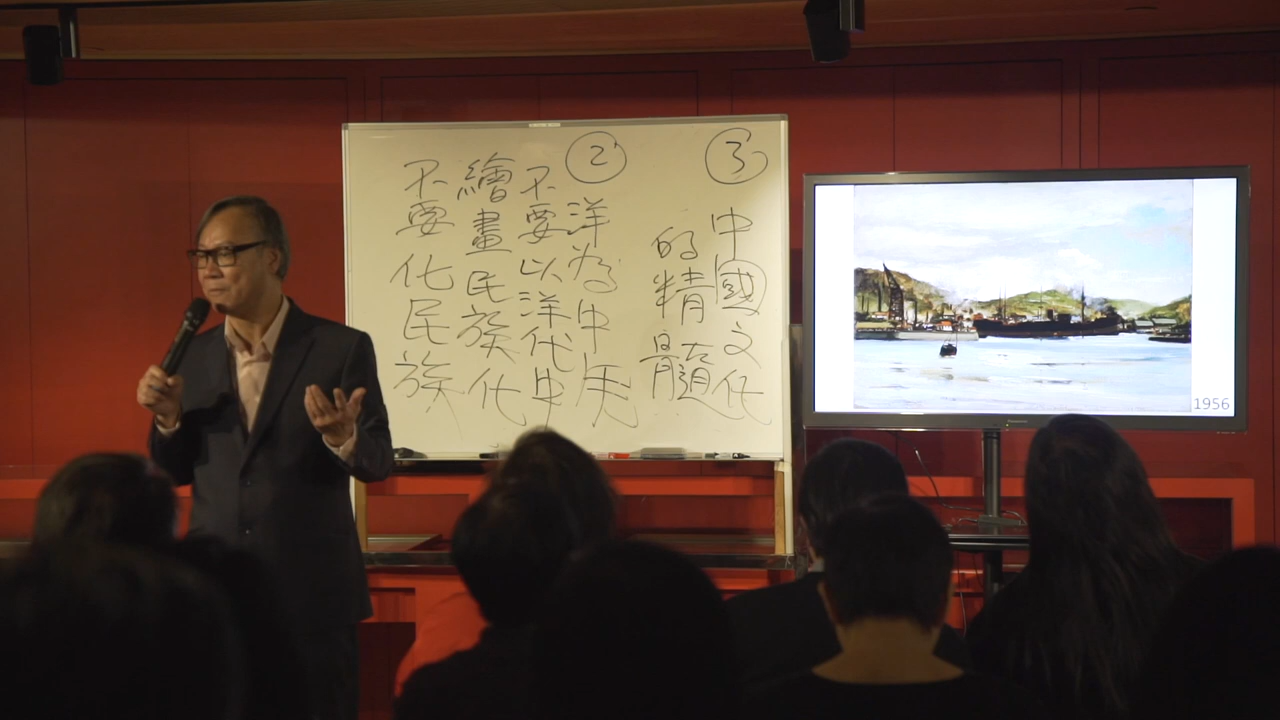 ③
中國文化
的精髓
②
洋為中用
不要以洋代中
繪畫民族化
不要化民族
1956